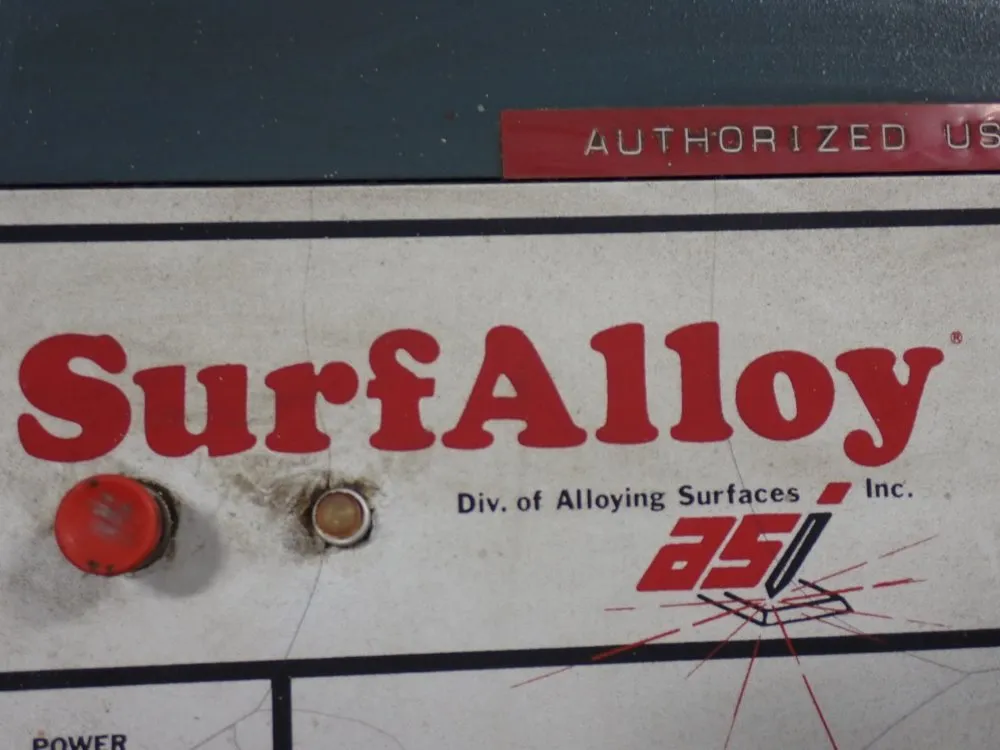 AUTHORIZED US
SurfAlloy®
Div. of Alloying Surfaces Inc.
asi
POWER